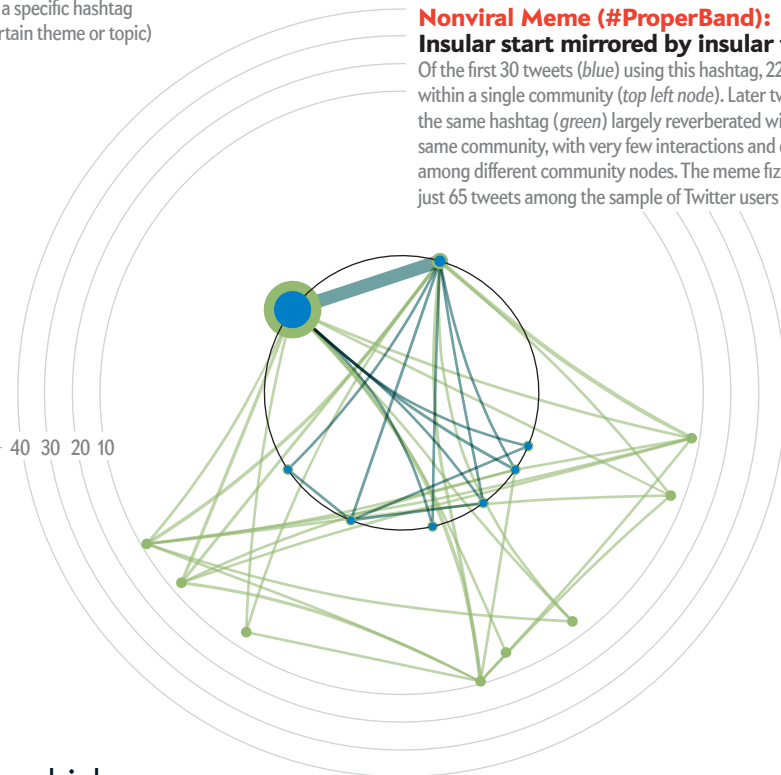 a specific hashtag
rtain theme or topic)
Nonviral Meme (#ProperBand):
Insular start mirrored by insular
Of the first 30 tweets (blue) using this hashtag, 22
within a single community (top left node). Later tw
the same hashtag (green) largely reverberated wi
same community, with very few interactions and
among different community nodes. The meme fiz
just 65 tweets among the sample of Twitter users
40 30 20 10